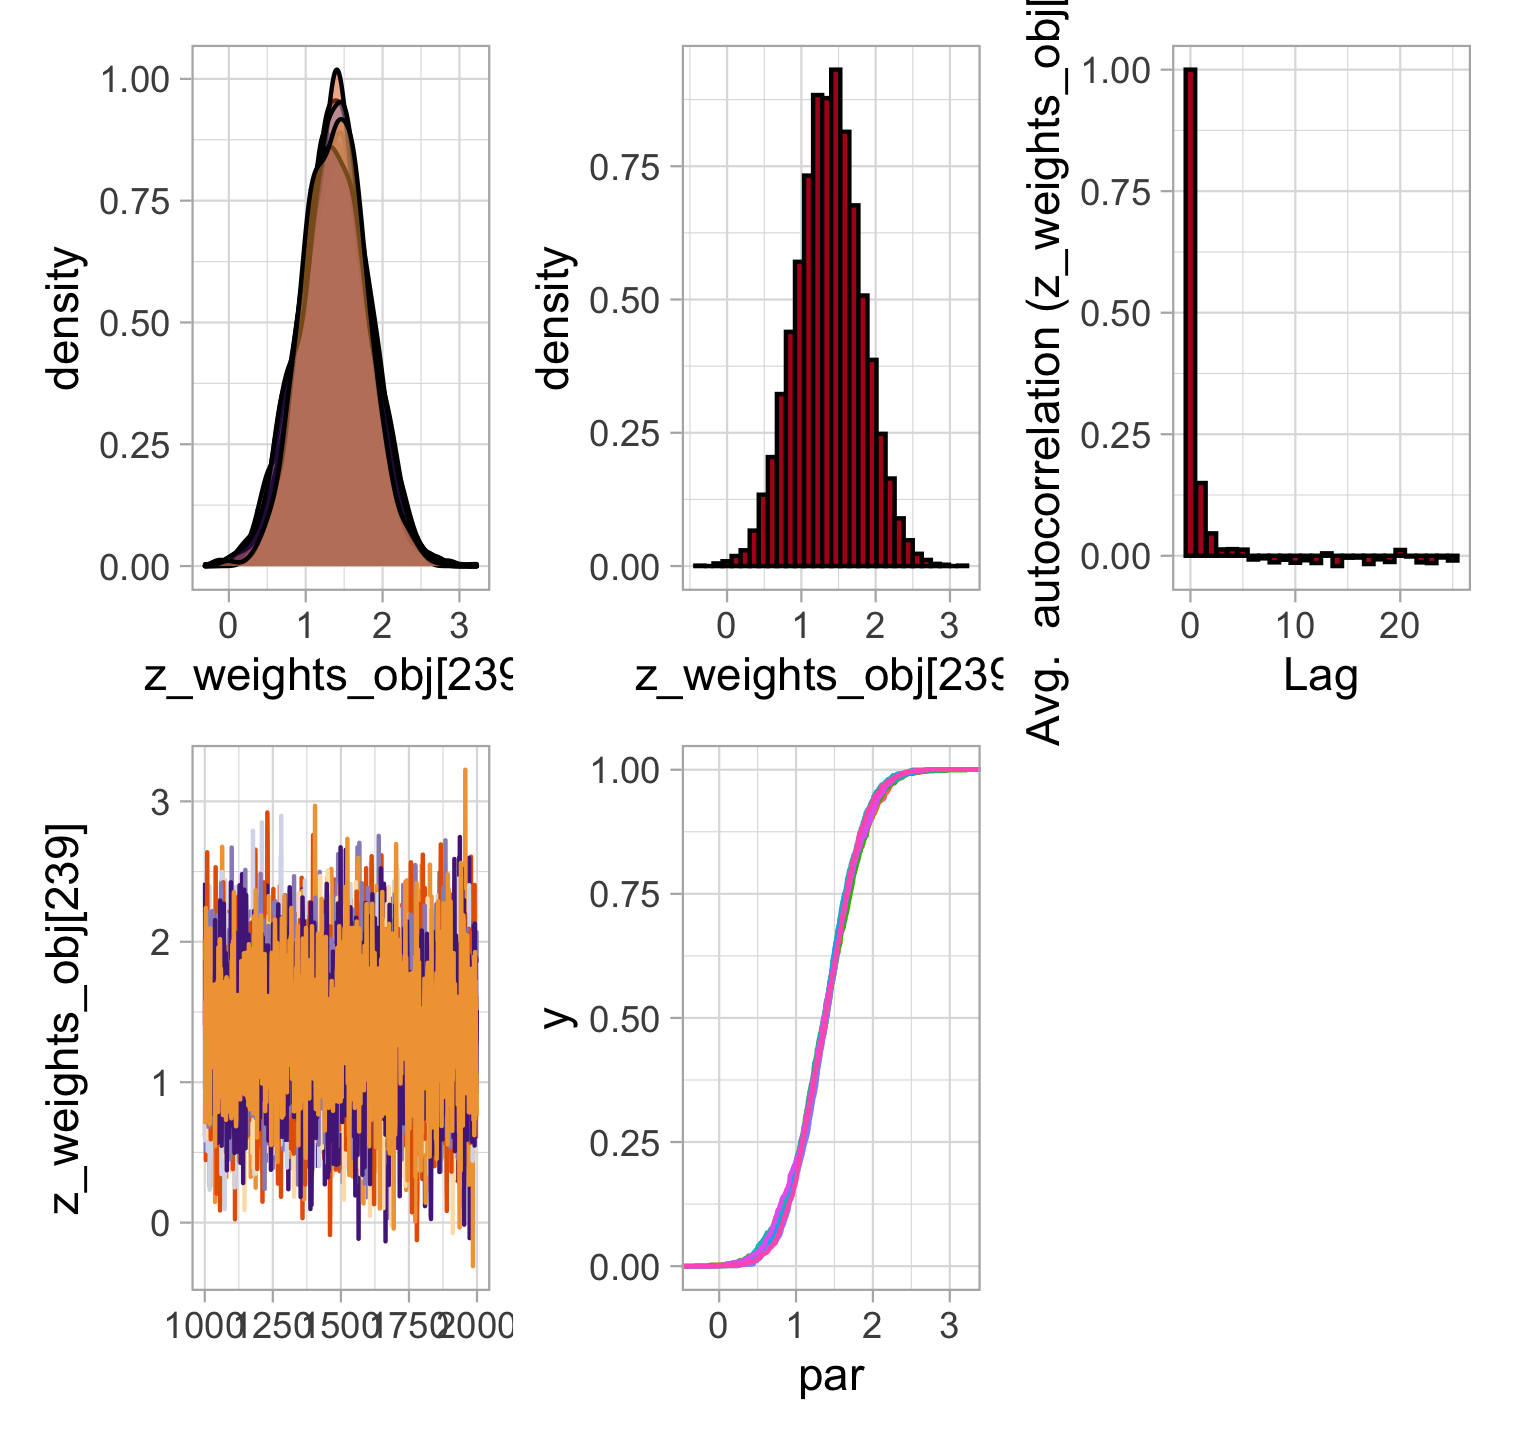 density
1.00
0.75
0.50
0.25
0.00
0 1 2 3
z_weights_obj[239
density
0.75
0.50
0.25
0.00
0 1 2 3
z_weights_obj[239
Avg. autocorrelation (z_weights_obj[
1.00
0.75
0.50
0.25
0.00
0 10 20
Lag
z_weights_obj[239]
3
2
1
0
1000 1250 1500 1750 2000
y
1.00
0.75
0.50
0.25
0.00
0 1 2 3
par